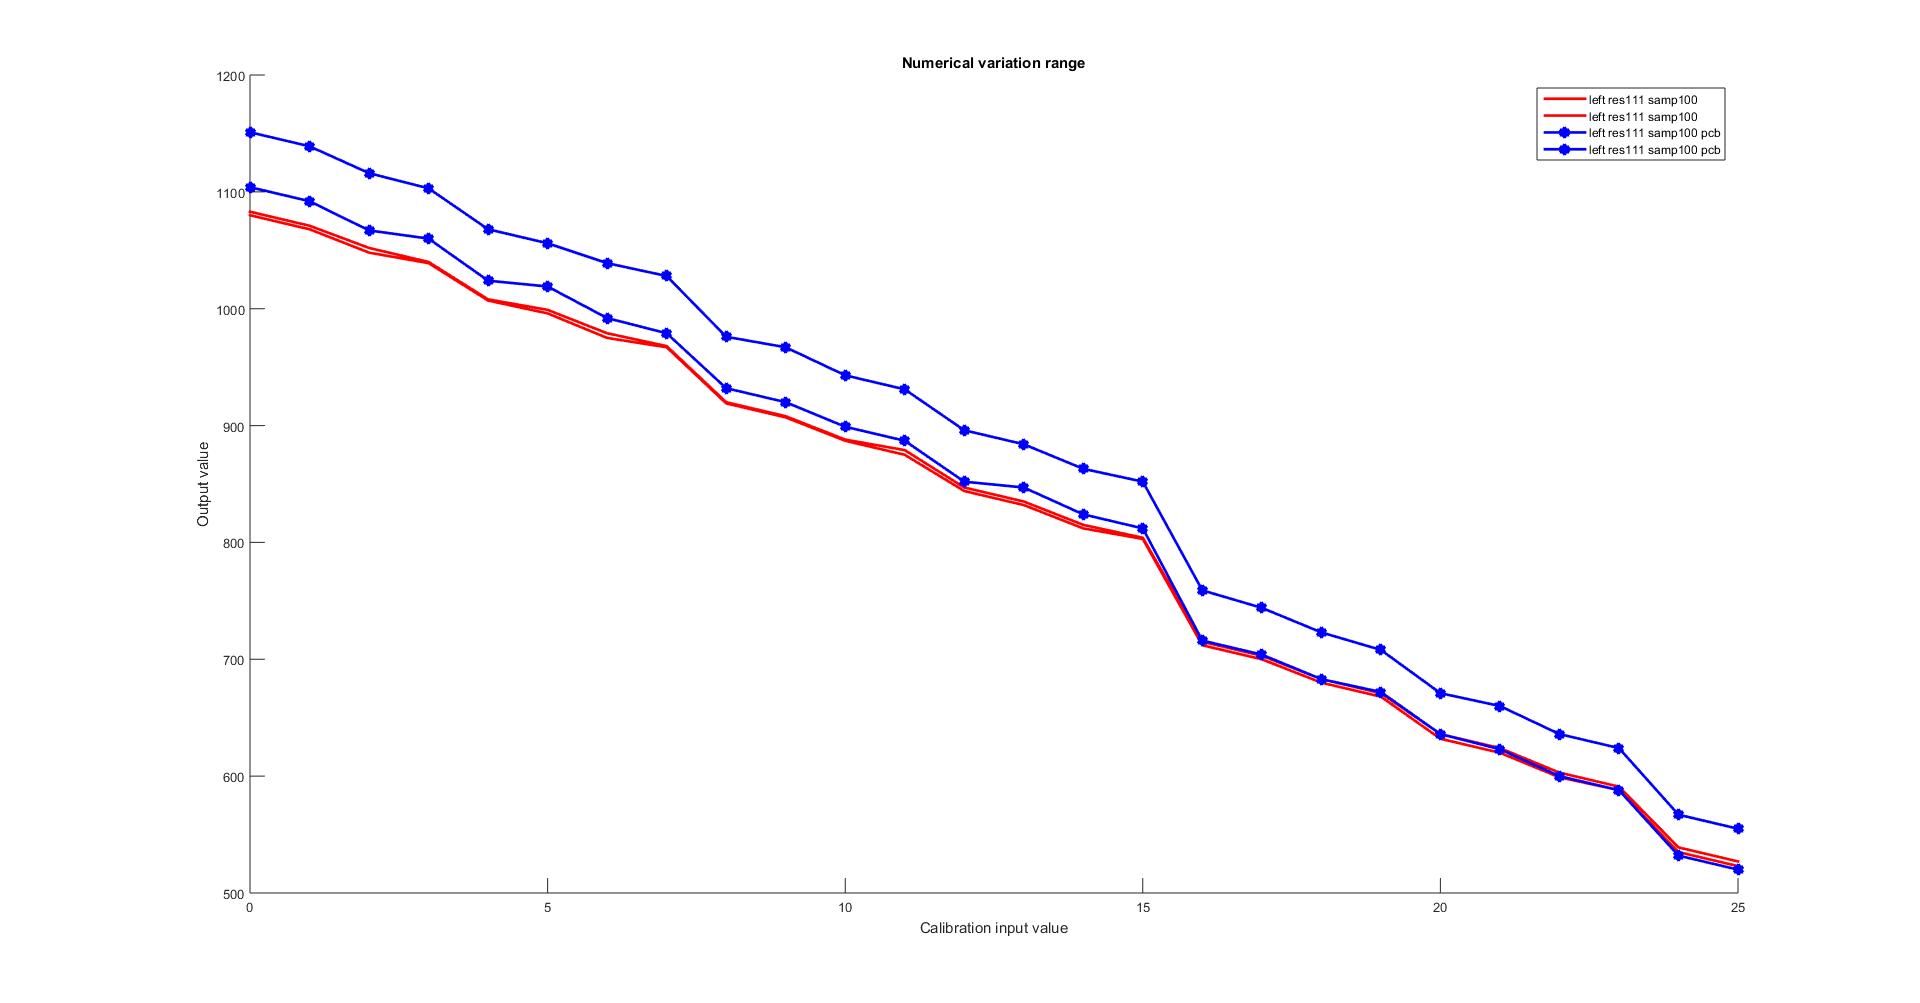 Numerical variation range
left res111 samp100
left res111 samp100
left res111 samp100 pcb
left res111 samp100 pcb
Output value
1200
1100
1000
900
800
700
600
500
0 5 10 15 20 25
Calibration input value